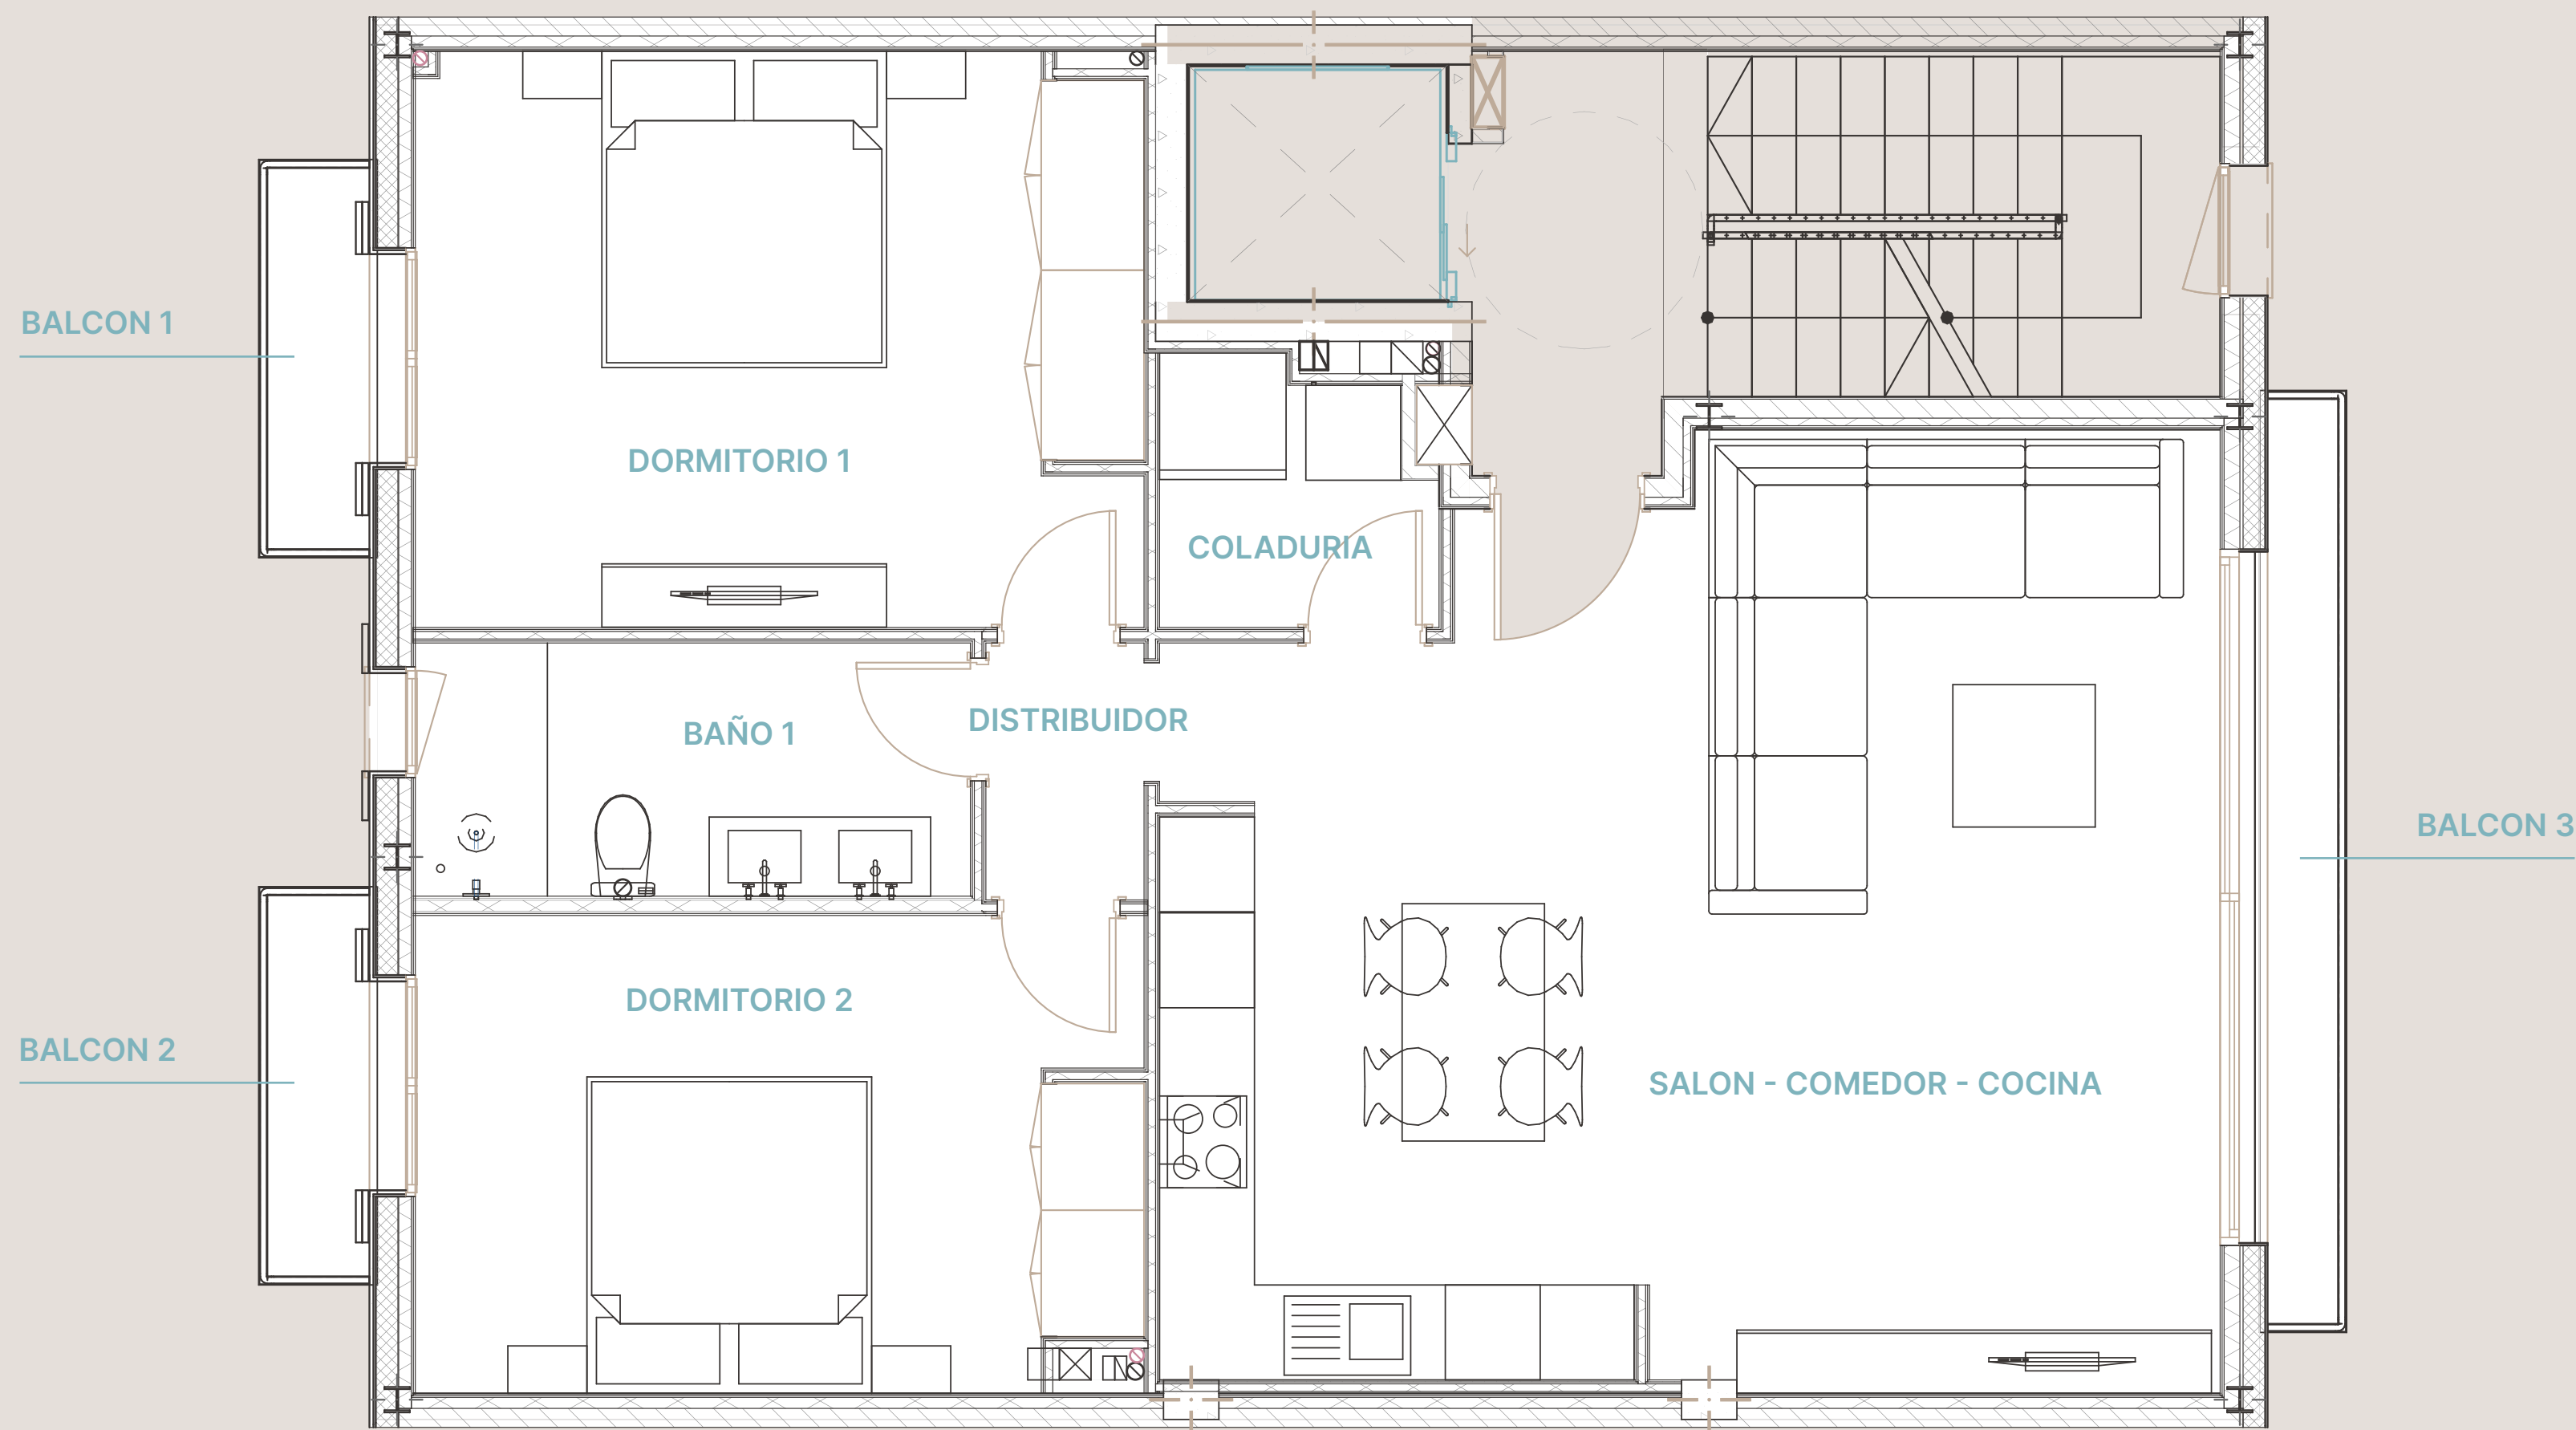 BALCON 1
DORMITORIO 1
COLADURIA
BAÑO 1
DISTRIBUIDOR
BALCON 3
DORMITORIO 2
BALCON 2
SALON - COMEDOR - COCINA